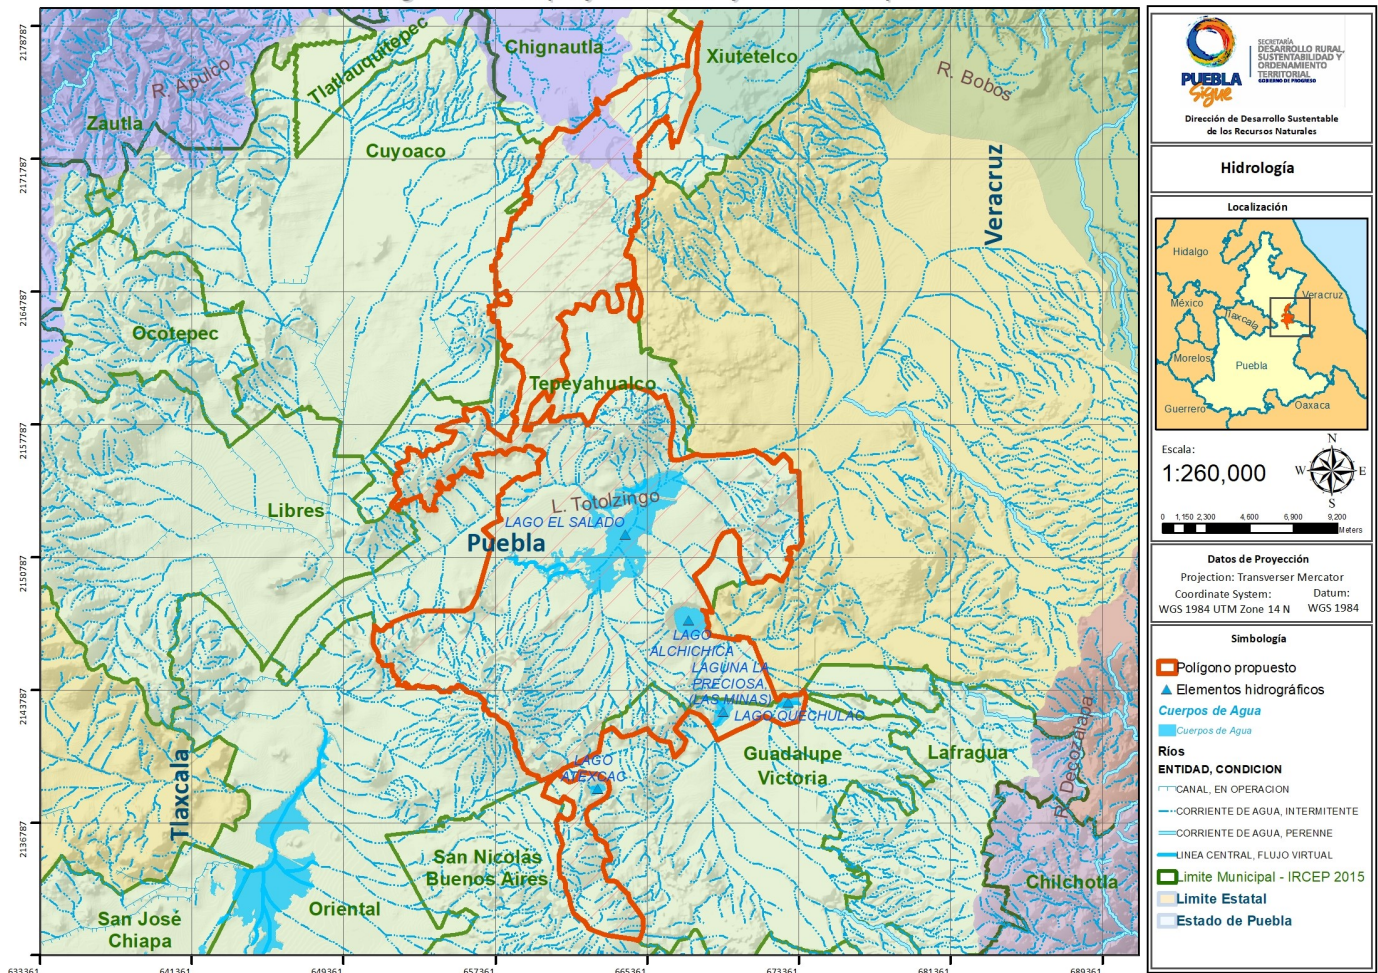 Chignautla
Xiutetelco
Tlatlauquitepec
R. Apulco
R. Bobos
Zautla
Cuyoaco
Veracruz
Ocotepec
Tepeyahualco
Libres
L. Totolzingo
LAGO EL SALADO
Puebla
LAGO
ALCHICHICA
LAGUNA LA
PRECIOSA
(LAS MINAS)
LAGO QUECHULAC
Guadalupe
Victoria
Lafragua
LAGO
ATEXCAC
Tlaxcala
San Nicolás
Buenos Aires
Chilchotla
Oriental
San José
Chiapa
2178787
2171787
2164787
2157787
2150787
2143787
2136787
633361
641361
649361
657361
665361
673361
681361
689361
PUEBLA
Sigue
SECRETARÍA
DESARROLLO RURAL,
SUSTENTABILIDAD Y
ORDENAMIENTO
TERRITORIAL
GOBIERNO DE PROGRESO
Dirección de Desarrollo Sustentable
de los Recursos Naturales
Hidrología
Localización
Hidalgo
México
Veracruz
Tlaxcala
Morelos
Puebla
Guerrero
Oaxaca
Escala:
1:260,000
N
W
E
S
0 1,150 2,300 4,600 6,900 9,200
Meters
Datos de Proyección
Projection: Transverser Mercator
Coordinate System: Datum:
WGS 1984 UTM Zone 14 N WGS 1984
Simbología
Polígono propuesto
Elementos hidrográficos
Cuerpos de Agua
Cuerpos de Agua
Ríos
ENTIDAD, CONDICION
CANAL, EN OPERACION
CORRIENTE DE AGUA, INTERMITENTE
CORRIENTE DE AGUA, PERENNE
LINEA CENTRAL, FLUJO VIRTUAL
Limite Municipal - IRCEP 2015
Limite Estatal
Estado de Puebla